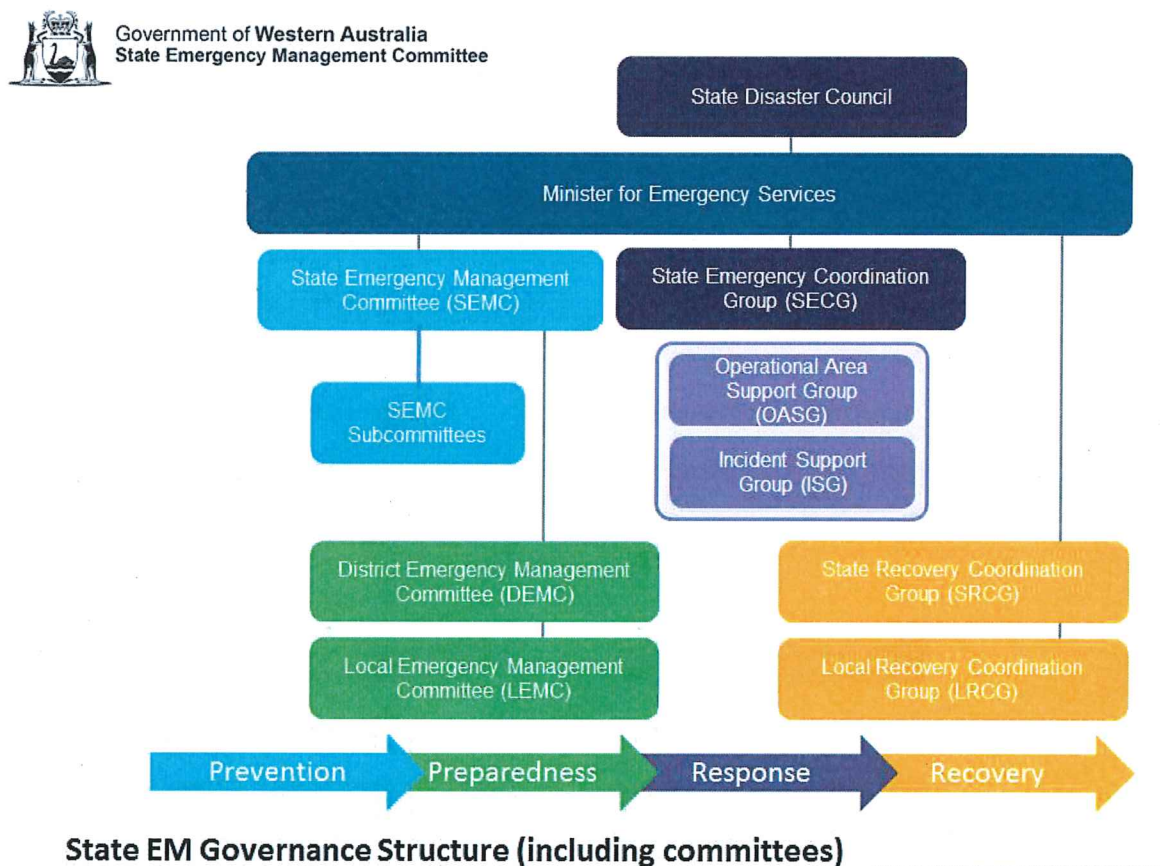 Government of Western Australia
State Emergency Management Committee
State Disaster Council
Minister for Emergency Services
State Emergency Management
Committee (SEMC)
State Emergency Coordination
Group (SECG)
Operational Area
Support Group
(OASG)
SEMC
Subcommittees
Incident Support
Group (ISG)
District Emergency Management
Committee (DEMC)
State Recovery Coordination
Group (SRCG)
Local Emergency Management
Committee (LEMC)
Local Recovery Coordination
Group (LRCG)
Prevention
Preparedness
Response
Recovery
State EM Governance Structure (including committees)